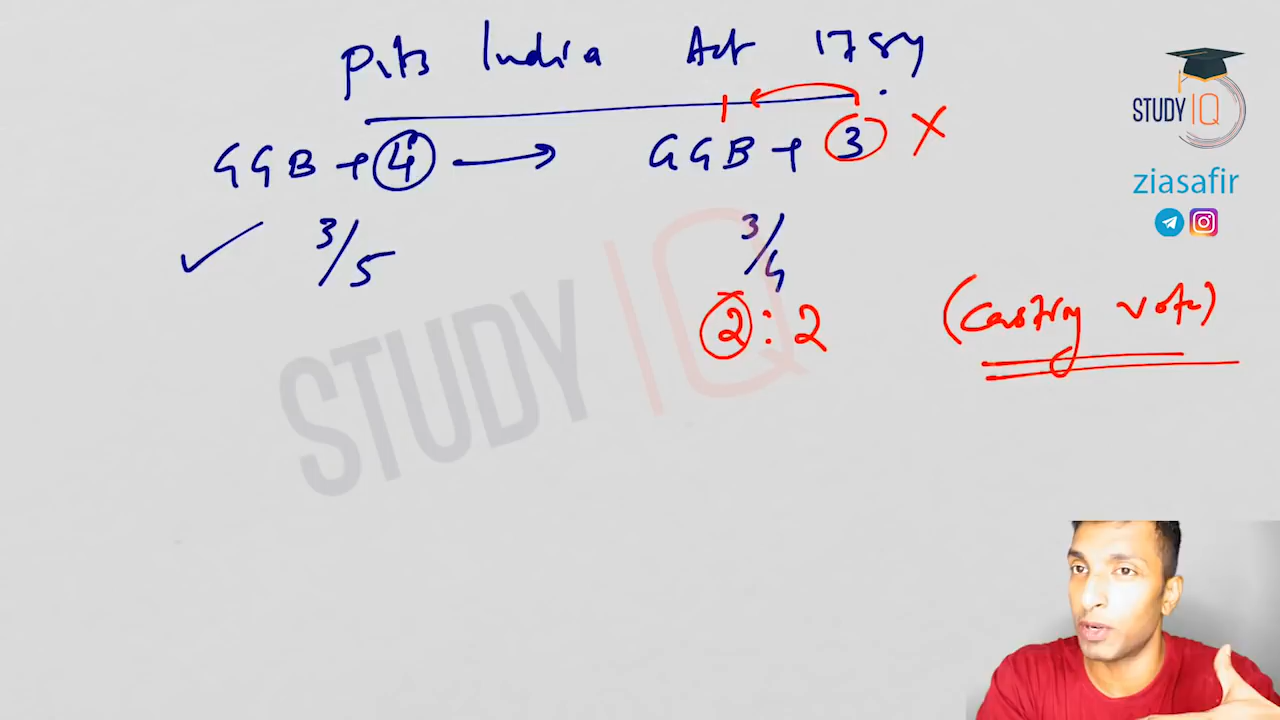 Pits India Act 1784
GGB + 4 → GGB + 3 X
3/5 3/4
2 : 2 (Casting vote)
STUDY IQ
ziasafir
STUDY IQ